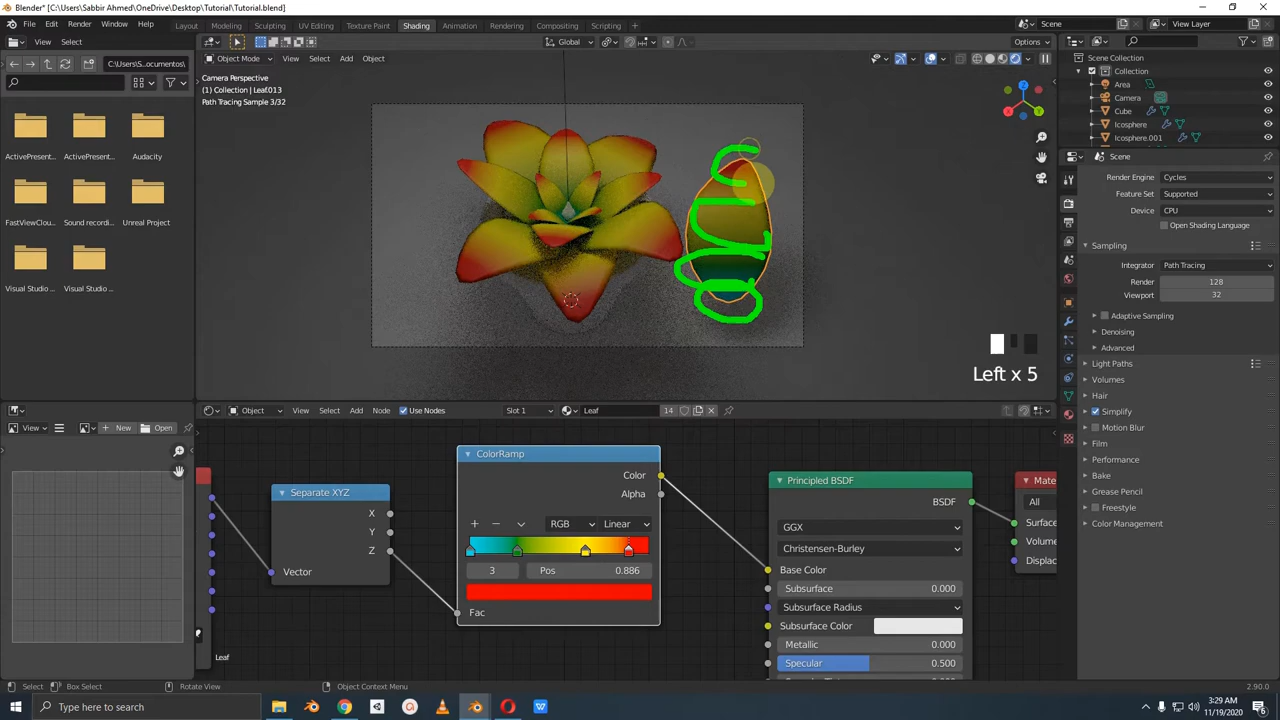 Blender* [C:\Users\Sabbir Ahmed\OneDrive\Desktop\Tutorial\Tutorial.blend]
File Edit Render Window Help Layout Modeling Sculpting UV Editing Texture Paint Shading Animation Rendering Compositing Scripting Scene View Layer
View Select Global Options
C:\Users\S...ocumentos\ Object Mode View Select Add Object
Camera Perspective
(1) Collection | Leaf.013
Path Tracing Sample 3/32
ActivePresent... ActivePresent... Audacity
FastViewClou... Sound recordi... Unreal Project
Visual Studio ... Visual Studio ...
Scene Collection
Collection
Area
Camera
Cube
Icosphere
Icosphere.001
Scene
Render Engine Cycles
Feature Set Supported
Device CPU
Open Shading Language
Sampling
Integrator Path Tracing
Render 128
Viewport 32
Adaptive Sampling
Denoising
Advanced
Light Paths
Volumes
Hair
Simplify
Motion Blur
Film
Performance
Bake
Grease Pencil
Freestyle
Color Management
Left x 5
View New Open Object View Select Add Node Use Nodes Slot 1 Leaf 14
Separate XYZ
X
Y
Z
Vector
ColorRamp
Color
Alpha
RGB Linear
3 Pos 0.886
Fac
Principled BSDF
BSDF
GGX
Christensen-Burley
Base Color
Subsurface 0.000
Subsurface Radius
Subsurface Color
Metallic 0.000
Specular 0.500
Mate
All
Surface
Volume
Displac
Leaf
Select Box Select Rotate View Object Context Menu 2.90.0
Type here to search
3:29 AM
11/19/2020